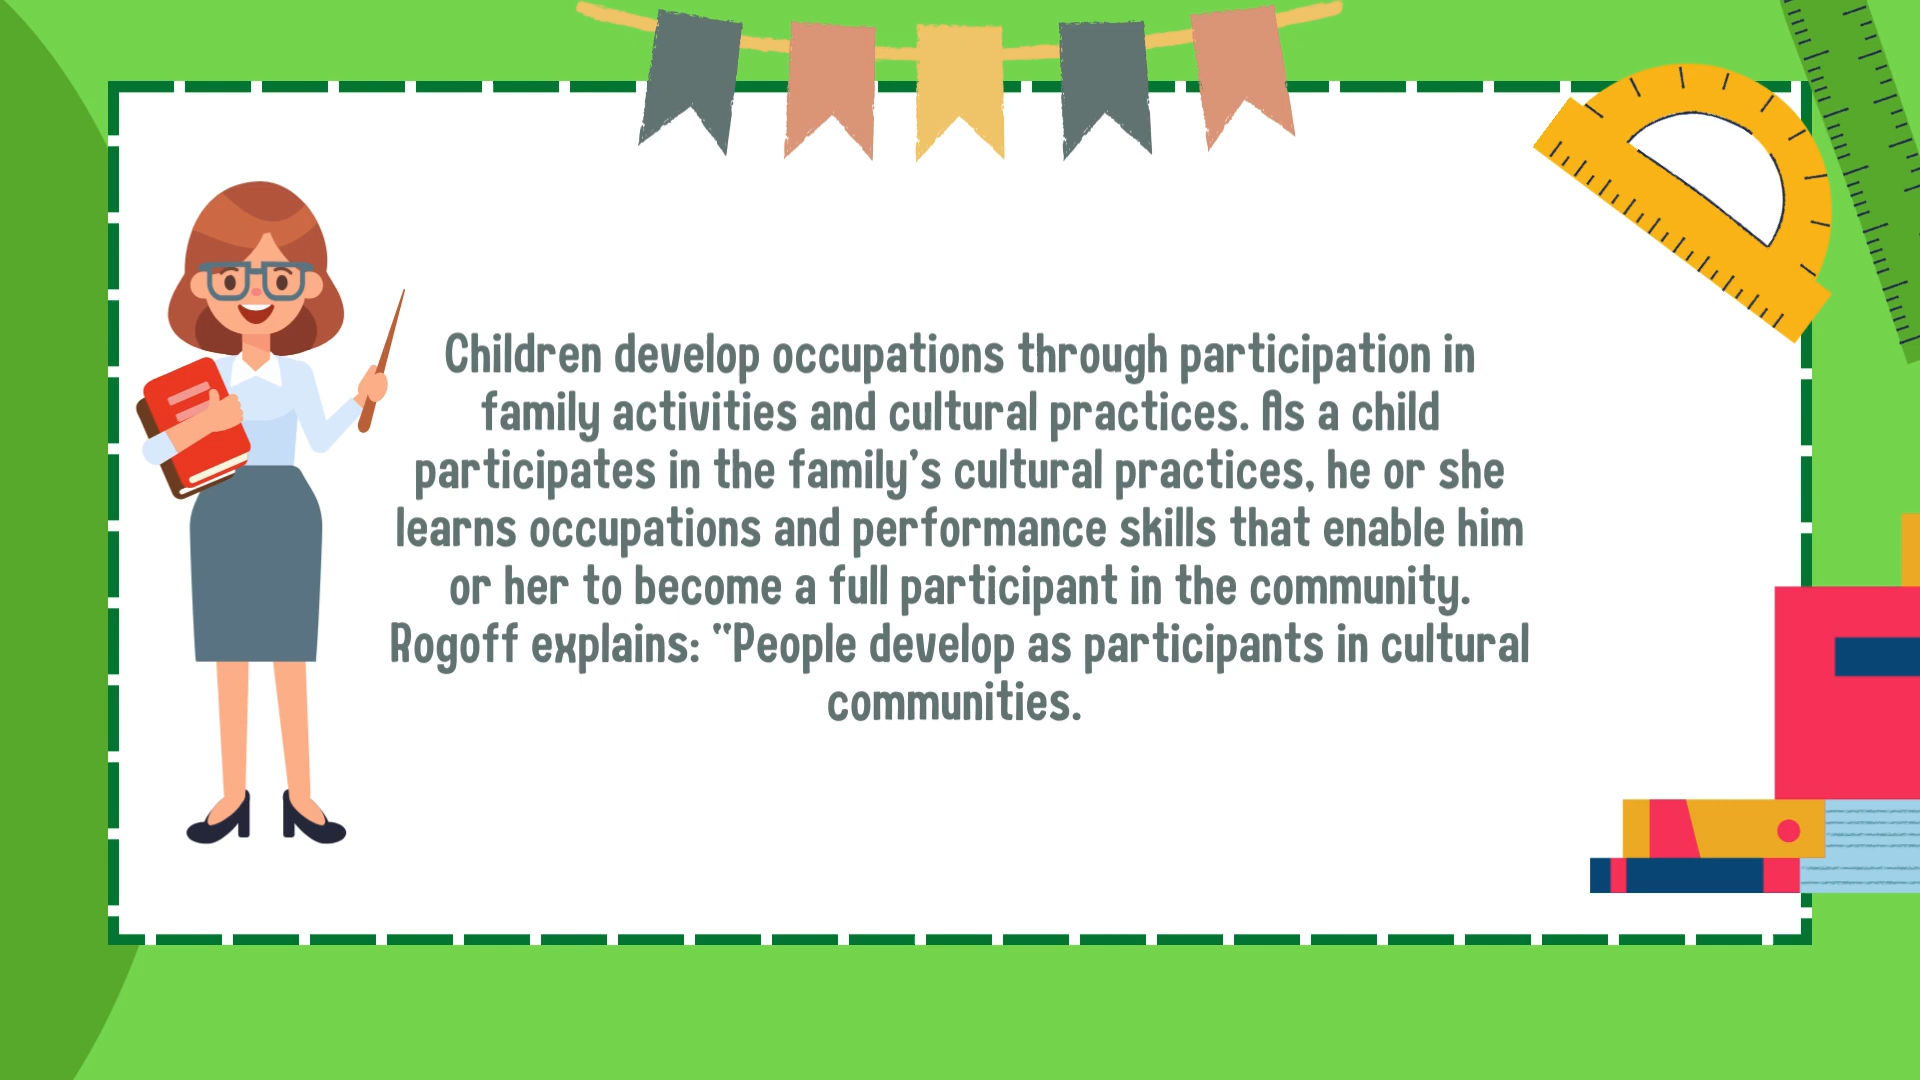 Children develop occupations through participation in
family activities and cultural practices. As a child
participates in the family's cultural practices, he or she
learns occupations and performance skills that enable him
or her to become a full participant in the community.
Rogoff explains: “People develop as participants in cultural
communities.